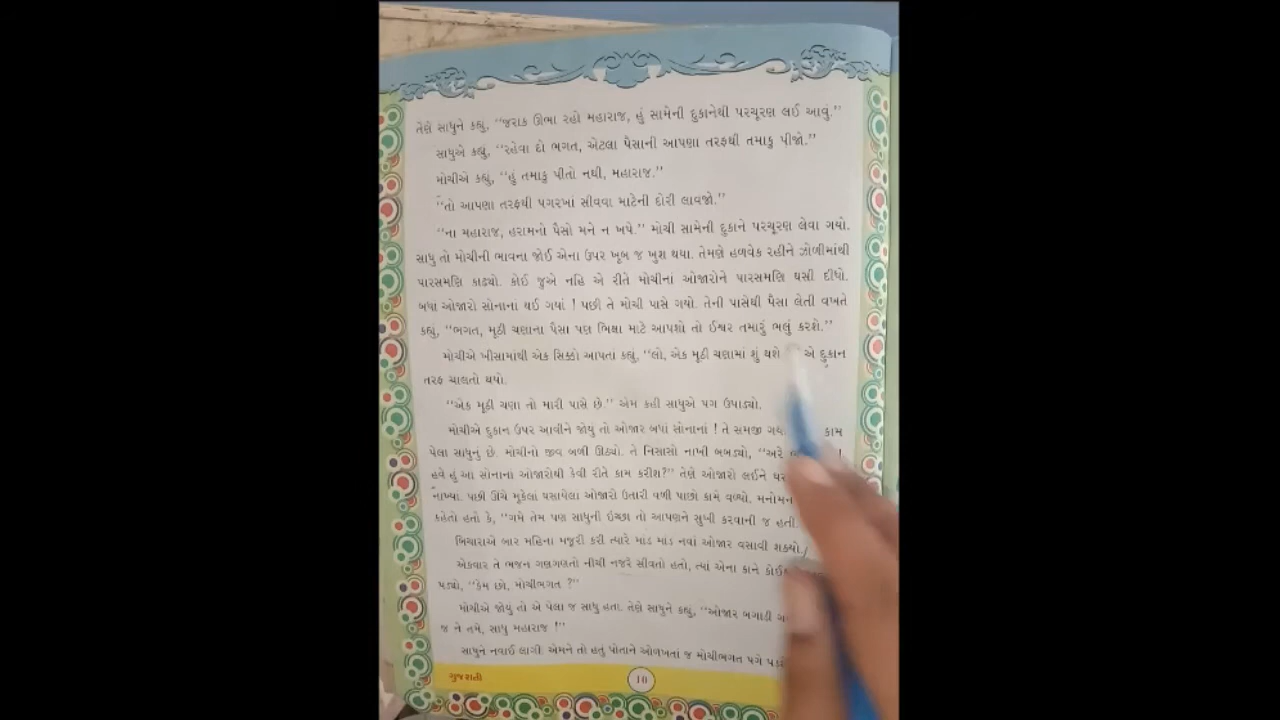 તેણે સાધુને કહ્યું, “જરાક ઊભા રહો મહારાજ, હું સામેની દુકાનેથી પરચૂરણ લઈ આવું.”
સાધુએ કહ્યું, “રહેવા દો ભગત, એટલા પૈસાની આપણા તરફથી તમાકુ પીજો.”
મોચીએ કહ્યું, “હું તમાકુ પીતો નથી, મહારાજ.”
“તો આપણા તરફથી પગરખાં સીવવા માટેની દોરી લાવજો.”
“ના મહારાજ, હરામનો પૈસો મને ન ખપે.” મોચી સામેની દુકાને પરચૂરણ લેવા ગયો.
સાધુ તો મોચીની ભાવના જોઈ એના ઉપર ખૂબ જ ખુશ થયા. તેમણે હળવેક રહીને ઝોળીમાંથી
પારસમણિ કાઢ્યો. કોઈ જુએ નહિ એ રીતે મોચીનાં ઓજારોને પારસમણિ ઘસી દીધો.
બધાં ઓજારો સોનાના થઈ ગયાં ! પછી તે મોચી પાસે ગયો. તેની પાસેથી પૈસા લેતી વખતે
કહ્યું, “ભગત, મૂઠી ચણાના પૈસા પણ ભિક્ષા માટે આપશો તો ઈશ્વર તમારું ભલું કરશે.”
મોચીએ ખીસામાંથી એક સિક્કો આપતાં કહ્યું, “લો, એક મૂઠી ચણામાં શું થશે એ દુકાન
તરફ ચાલતો થયો.
“એક મૂઠી ચણા તો મારી પાસે છે.” એમ કહી સાધુએ પગ ઉપાડ્યો.
મોચીએ દુકાન ઉપર આવીને જોયું તો ઓજાર બધાં સોનાનાં ! તે સમજી કામ
પેલા સાધુનું છે. મોચીનો જીવ બળી ઊઠ્યો. તે નિસાસો નાખી બબડ્યો, “અરે !
હવે હું આ સોનાના ઓજારોથી કેવી રીતે કામ કરીશ?” તેણે ઓજારો લઈને
નાખ્યા. પાછી ઊંચે મૂકેલાં ઘસાયેલા ઓજારો ઉતારી વળી પાછો કામે વળ્યો. મનોમન
કહેતો હતો કે, “ગમે તેમ પણ સાધુની ઇચ્છા તો આપણને સુખી કરવાની જ હતી.
બિચારાએ બાર મહિના મજૂરી કરી ત્યારે માંડ માંડ નવાં ઓજાર વસાવી શક્યો.
એકવાર તે ભજન ગણગણતો નીચી નજરે સીવતો હતો, ત્યાં એના કાને
પડ્યો, “કેમ છો, મોચીભગત ?”
મોચીએ જોયું તો એ પેલા જ સાધુ હતા. તેણે સાધુને કહ્યું, “ઓજાર બગાડી
જ ને તમે, સાધુ મહારાજ !”
સાધુને નવાઈ લાગી. એમને તો હતું પોતાને ઓળખતાં જ મોચીભગત પગે
ગુજરાતી
10